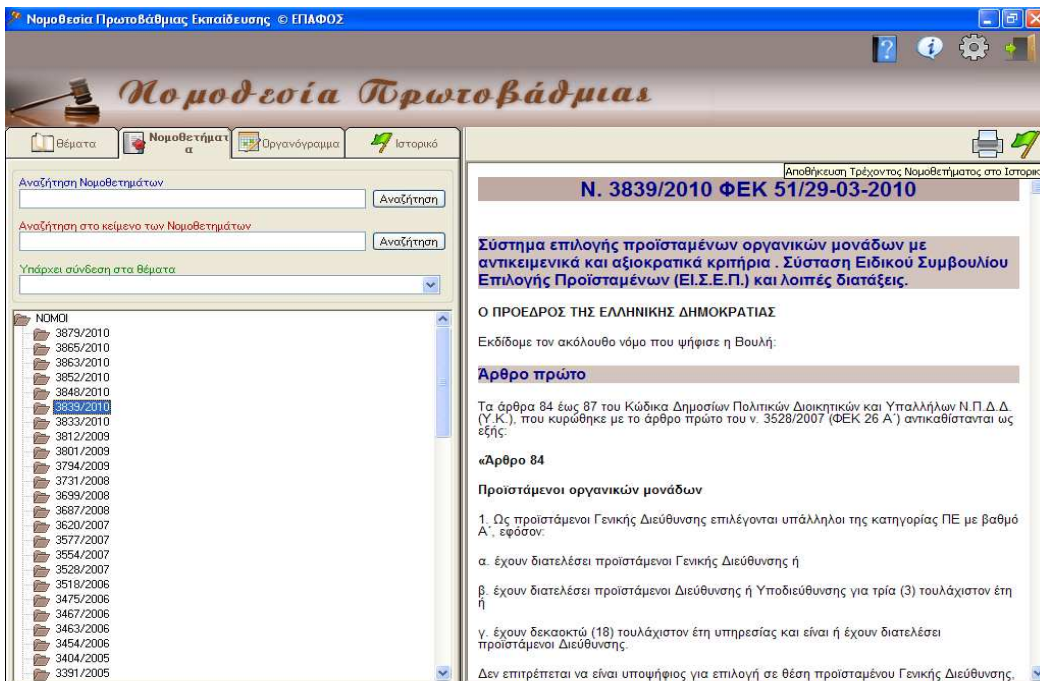 Νομοθεσία Πρωτοβάθμιας Εκπαίδευσης © ΕΠΑΦΟΣ
Νομοθεσία Πρωτοβάθμιας
Θέματα
Νομοθετήματ
α
Οργανόγραμμα
Ιστορικό
Αποθήκευση Τρέχοντος Νομοθετήματος στο Ιστορικ
Αναζήτηση Νομοθετημάτων
Αναζήτηση
Αναζήτηση στο κείμενο των Νομοθετημάτων
Αναζήτηση
Υπάρχει σύνδεση στα θέματα
ΝΟΜΟΙ
3879/2010
3865/2010
3863/2010
3852/2010
3848/2010
3839/2010
3833/2010
3812/2009
3801/2009
3794/2009
3731/2008
3699/2008
3687/2008
3620/2007
3577/2007
3554/2007
3528/2007
3518/2006
3475/2006
3467/2006
3463/2006
3454/2006
3404/2005
3391/2005
Ν. 3839/2010 ΦΕΚ 51/29-03-2010
Σύστημα επιλογής προϊσταμένων οργανικών μονάδων με
αντικειμενικά και αξιοκρατικά κριτήρια . Σύσταση Ειδικού Συμβουλίου
Επιλογής Προϊσταμένων (ΕΙ.Σ.Ε.Π.) και λοιπές διατάξεις.
Ο ΠΡΟΕΔΡΟΣ ΤΗΣ ΕΛΛΗΝΙΚΗΣ ΔΗΜΟΚΡΑΤΙΑΣ
Εκδίδομε τον ακόλουθο νόμο που ψήφισε η Βουλή:
Άρθρο πρώτο
Τα άρθρα 84 έως 87 του Κώδικα Δημοσίων Πολιτικών Διοικητικών και Υπαλλήλων Ν.Π.Δ.Δ.
(Υ.Κ.), που κυρώθηκε με το άρθρο πρώτο του ν. 3528/2007 (ΦΕΚ 26 Α΄) αντικαθίστανται ως
εξής:
«Άρθρο 84
Προϊστάμενοι οργανικών μονάδων
1. Ως προϊστάμενοι Γενικής Διεύθυνσης επιλέγονται υπάλληλοι της κατηγορίας ΠΕ με βαθμό
Α΄, εφόσον:
α. έχουν διατελέσει προϊστάμενοι Γενικής Διεύθυνσης ή
β. έχουν διατελέσει προϊστάμενοι Διεύθυνσης ή Υποδιεύθυνσης για τρία (3) τουλάχιστον έτη
ή
γ. έχουν δεκαοκτώ (18) τουλάχιστον έτη υπηρεσίας και είναι ή έχουν διατελέσει
προϊστάμενοι Διεύθυνσης.
Δεν επιτρέπεται να είναι υποψήφιος για επιλογή σε θέση προϊσταμένου Γενικής Διεύθυνσης,